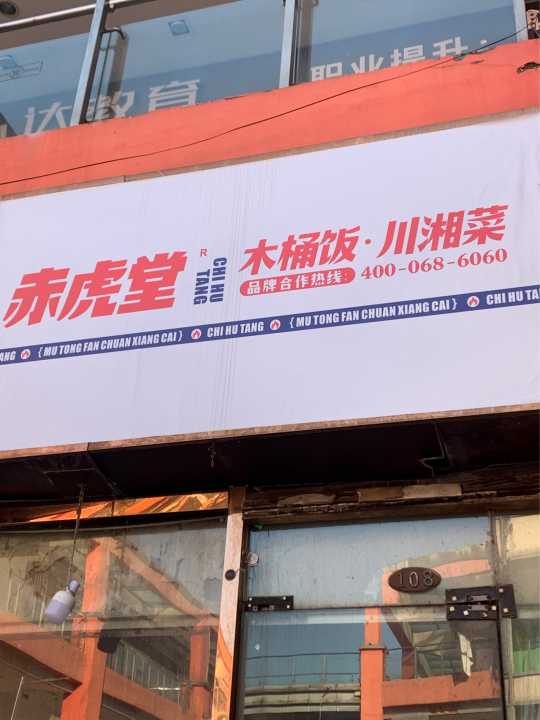 达教育
职业提升·
赤虎堂
R
CHI HU
TANG
木桶饭·川湘菜
品牌合作热线: 400-068-6060
ANG {MU TONG FAN CHUAN XIANG CAI} CHI HU TANG {MU TONG FAN CHUAN XIANG CAI} CHI HU TA
108